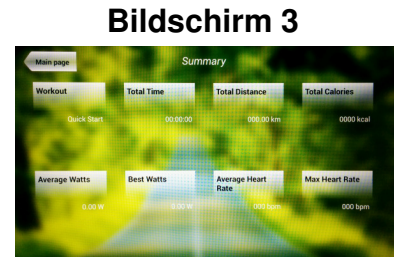 Bildschirm 3
Main page
Summary
Workout
Total Time
Total Distance
Total Calories
Quick Start
00:00:00
000.00 km
0000 kcal
Average Watts
Best Watts
Average Heart
Rate
Max Heart Rate
0.00 W
0.00 W
000 bpm
000 bpm